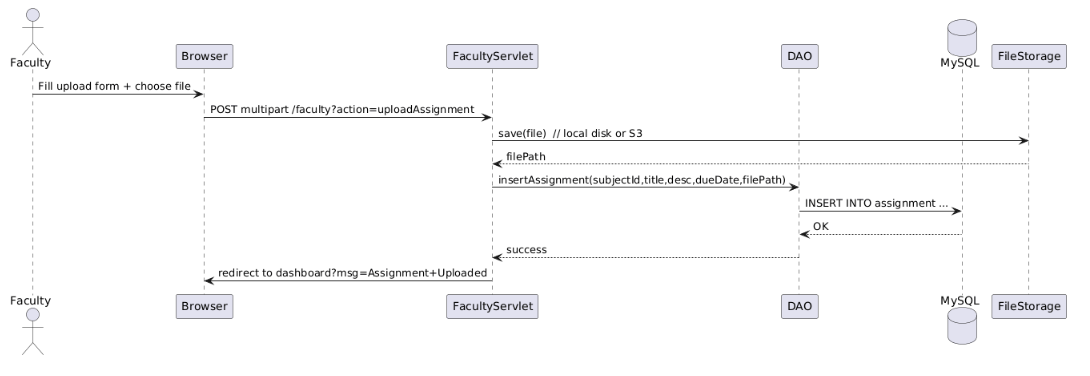 Faculty
Browser
FacultyServlet
DAO
MySQL
FileStorage
Fill upload form + choose file
POST multipart /faculty?action=uploadAssignment
save(file)  // local disk or S3
filePath
insertAssignment(subjectId,title,desc,dueDate,filePath)
INSERT INTO assignment ...
OK
success
redirect to dashboard?msg=Assignment+Uploaded
Faculty
Browser
FacultyServlet
DAO
MySQL
FileStorage